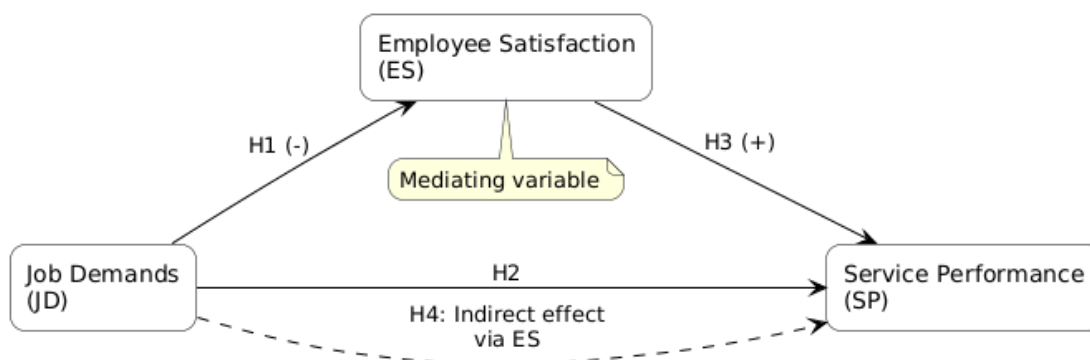 Employee Satisfaction
(ES)
H1 (-)
H3 (+)
Mediating variable
Job Demands
(JD)
H2
Service Performance
(SP)
H4: Indirect effect
via ES